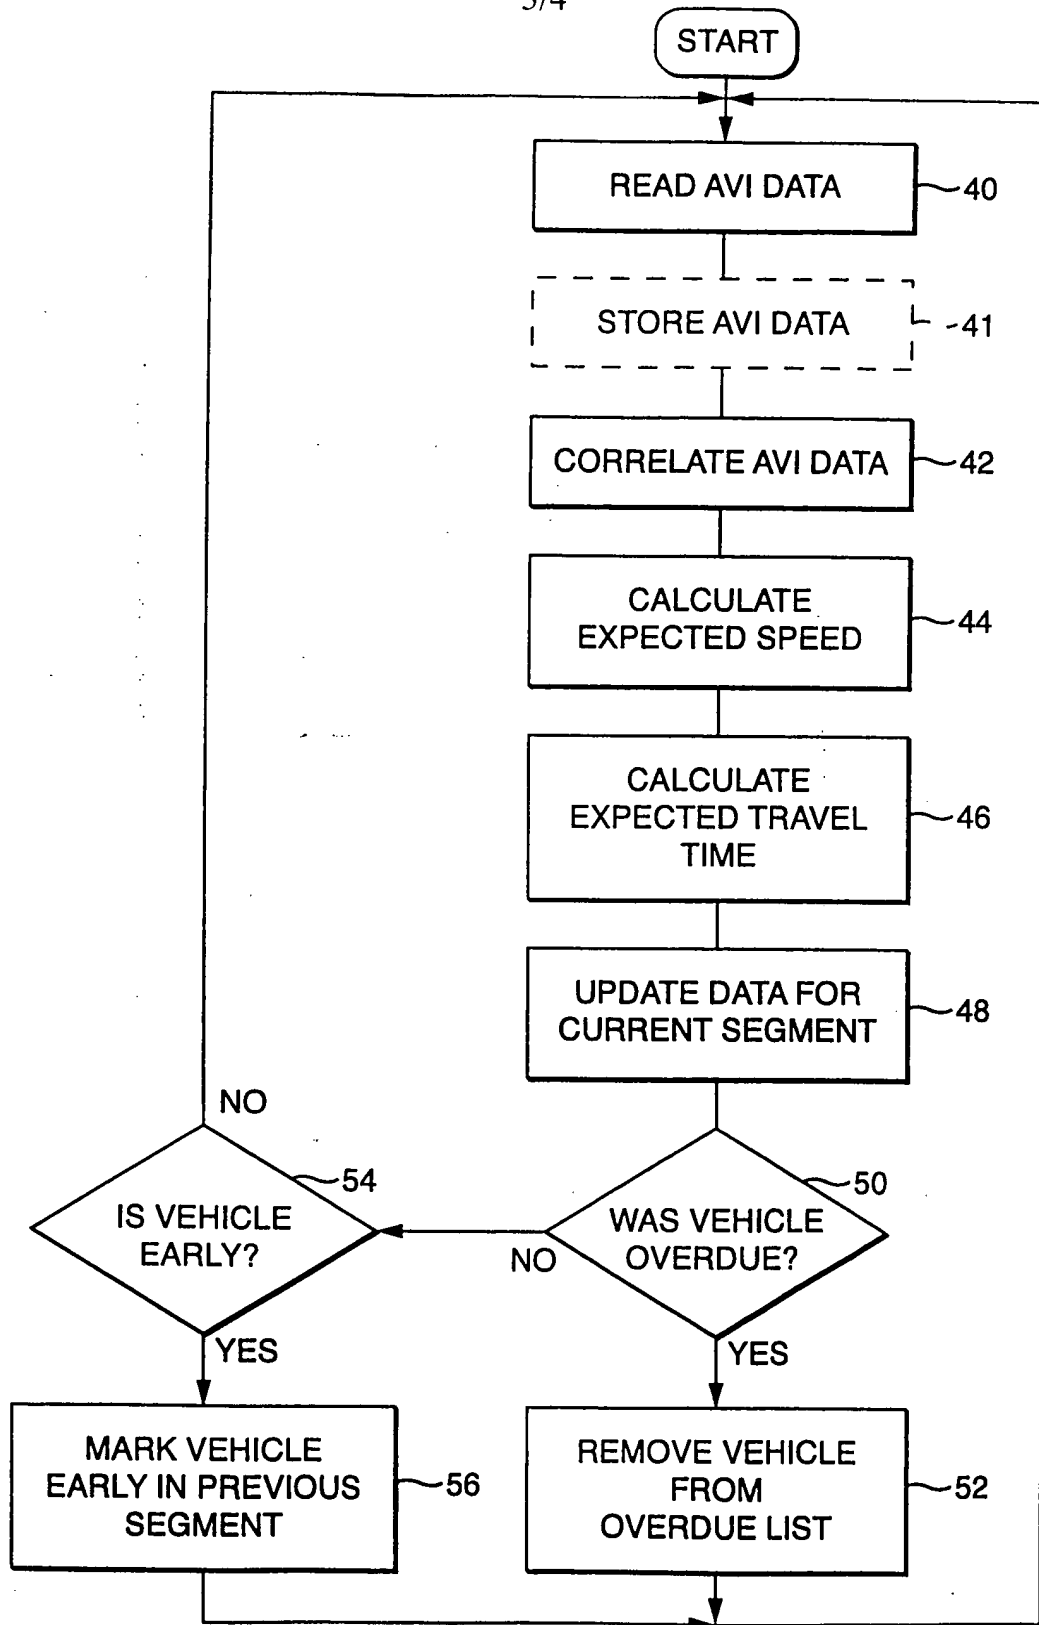 3/4
START
READ AVI DATA
40
STORE AVI DATA
41
CORRELATE AVI DATA
42
CALCULATE
EXPECTED SPEED
44
CALCULATE
EXPECTED TRAVEL
TIME
46
UPDATE DATA FOR
CURRENT SEGMENT
48
NO
54
IS VEHICLE
EARLY?
50
WAS VEHICLE
OVERDUE?
NO
YES
YES
MARK VEHICLE
EARLY IN PREVIOUS
SEGMENT
56
REMOVE VEHICLE
FROM
OVERDUE LIST
52